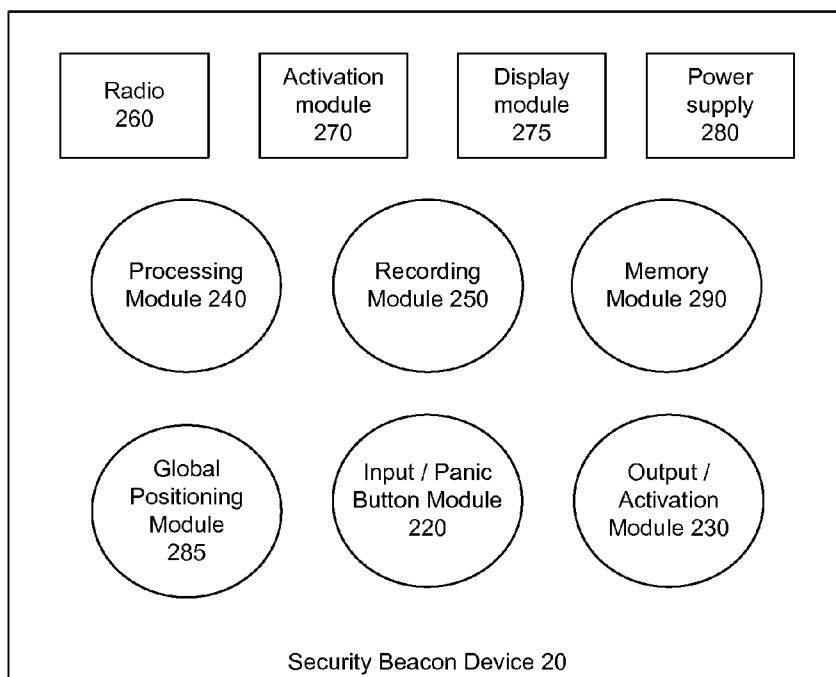 Radio
260
Activation
module
270
Display
module
275
Power
supply
280
Processing
Module 240
Recording
Module 250
Memory
Module 290
Global
Positioning
Module
285
Input / Panic
Button Module
220
Output /
Activation
Module 230
Security Beacon Device 20